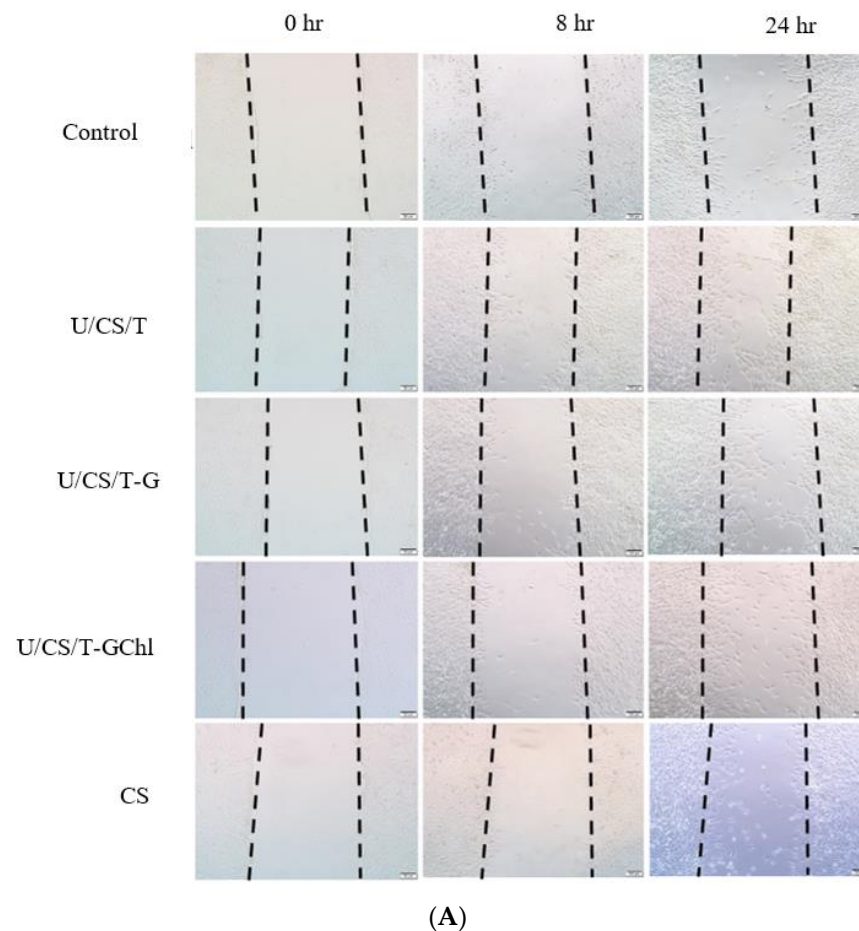 0 hr 8 hr 24 hr
Control
U/CS/T
U/CS/T-G
U/CS/T-GChl
CS
(A)